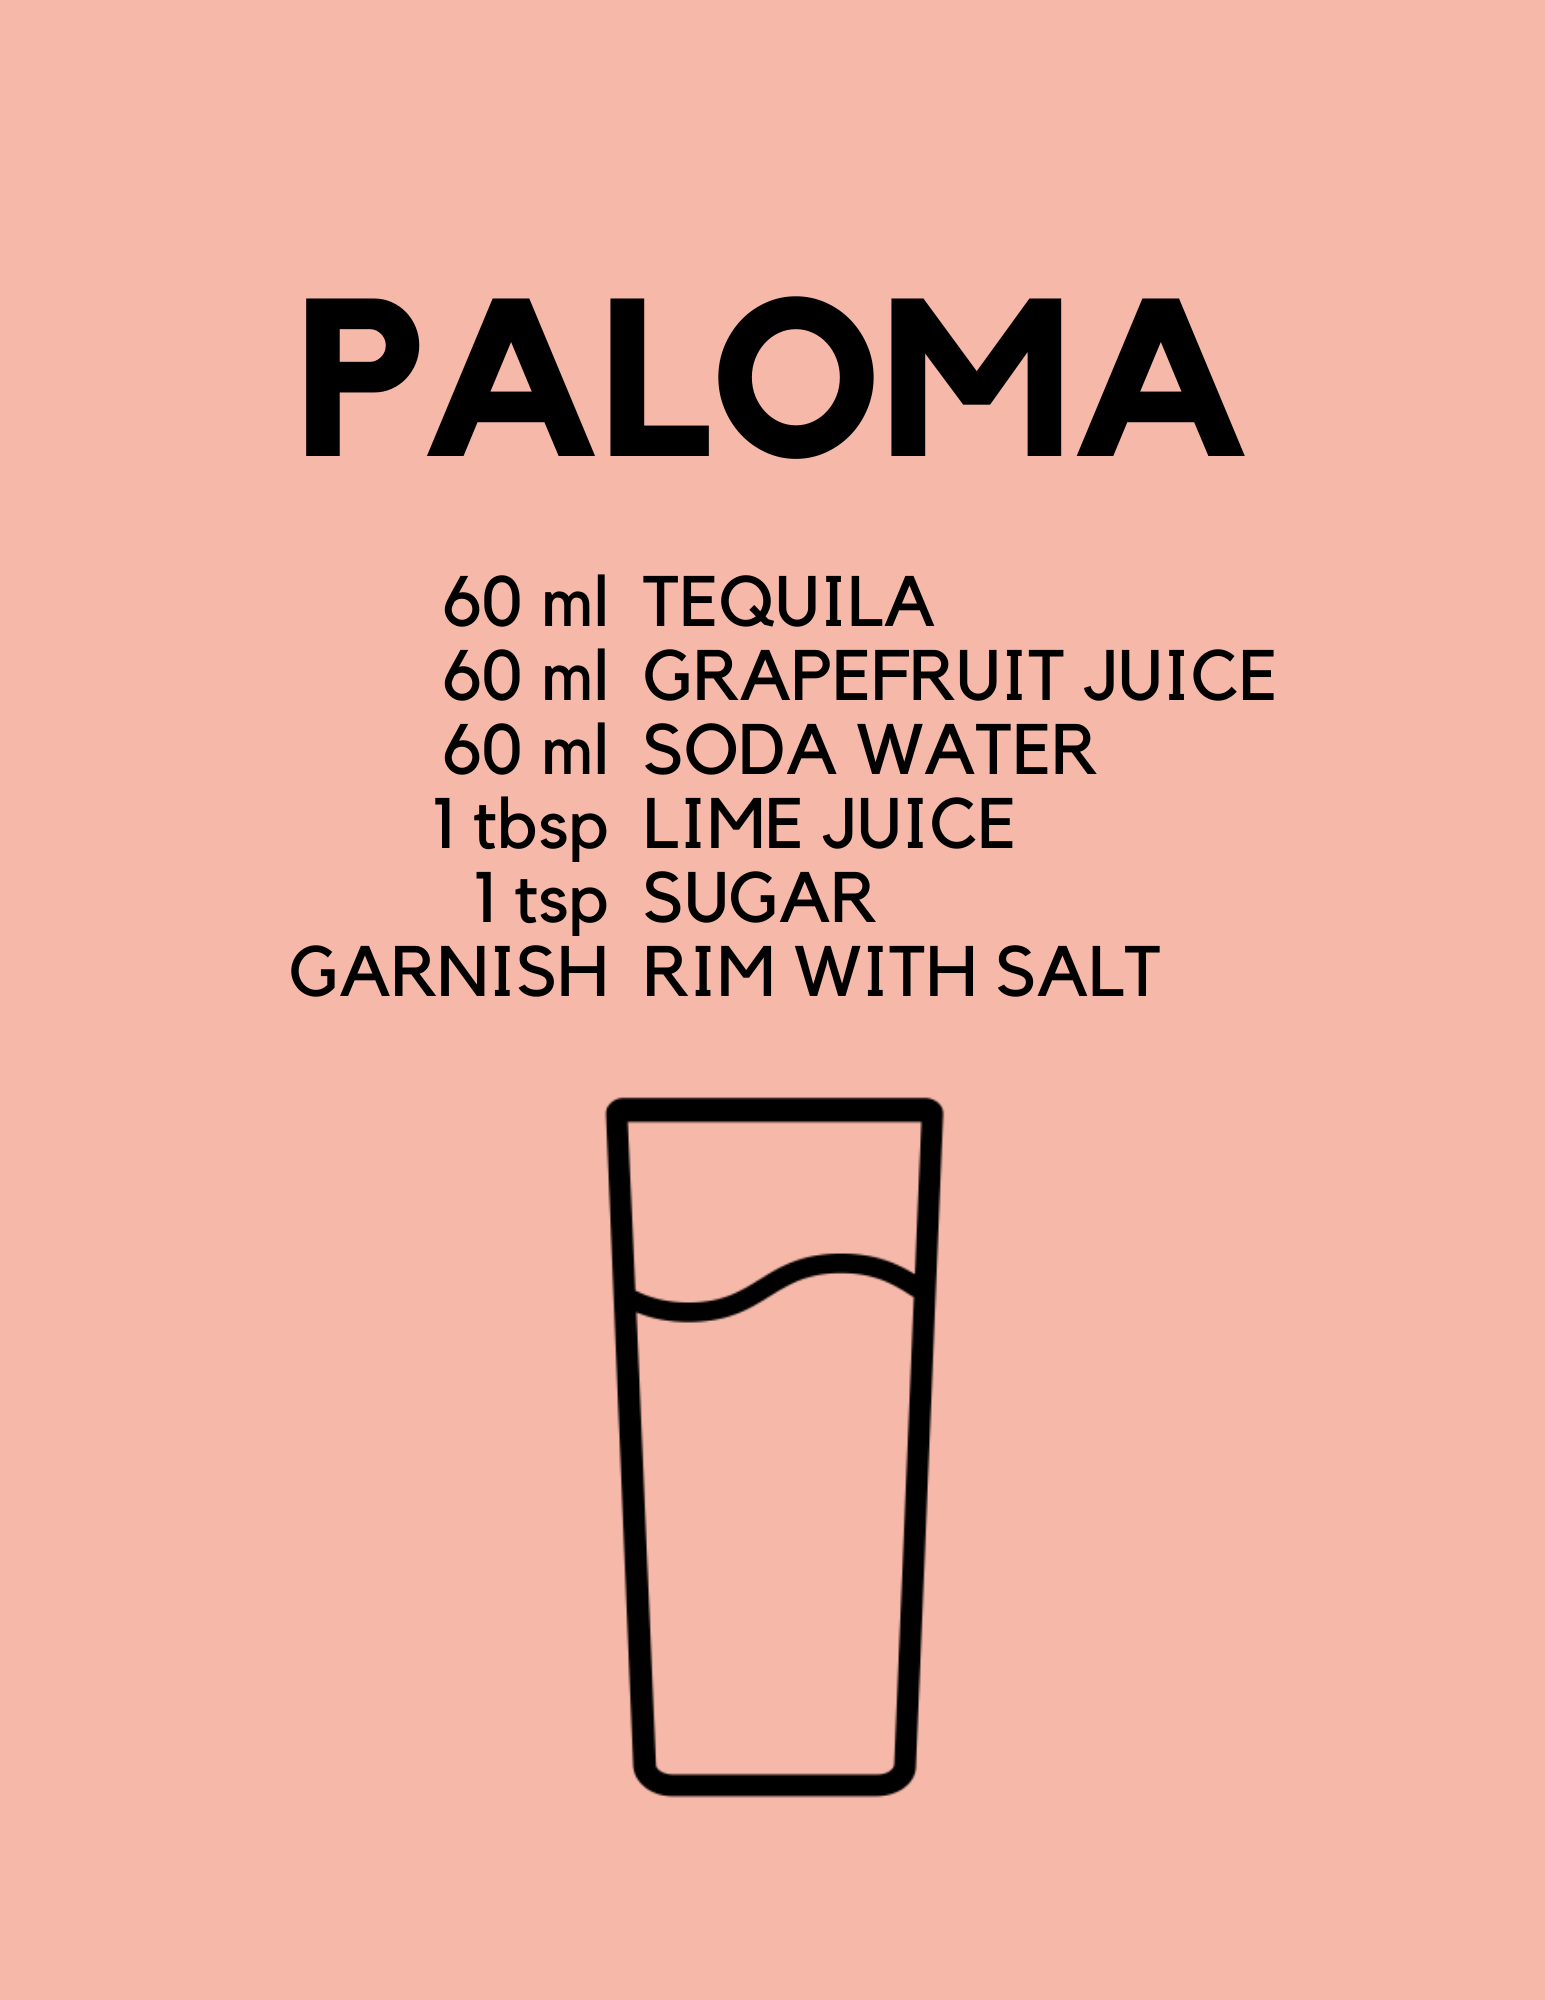 PALOMA
60 ml TEQUILA
60 ml GRAPEFRUIT JUICE
60 ml SODA WATER
1 tbsp LIME JUICE
1 tsp SUGAR
GARNISH RIM WITH SALT